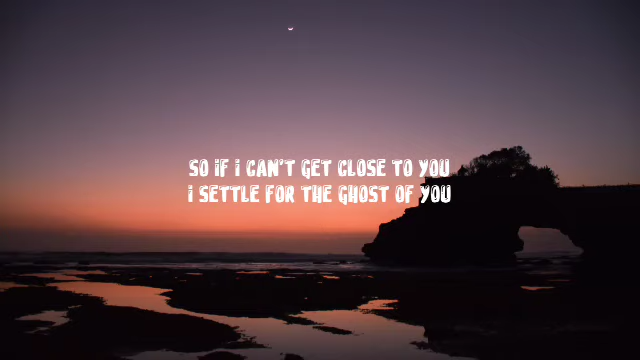 SO IF I CAN'T GET CLOSE TO YOU
I SETTLE FOR THE GHOST OF YOU